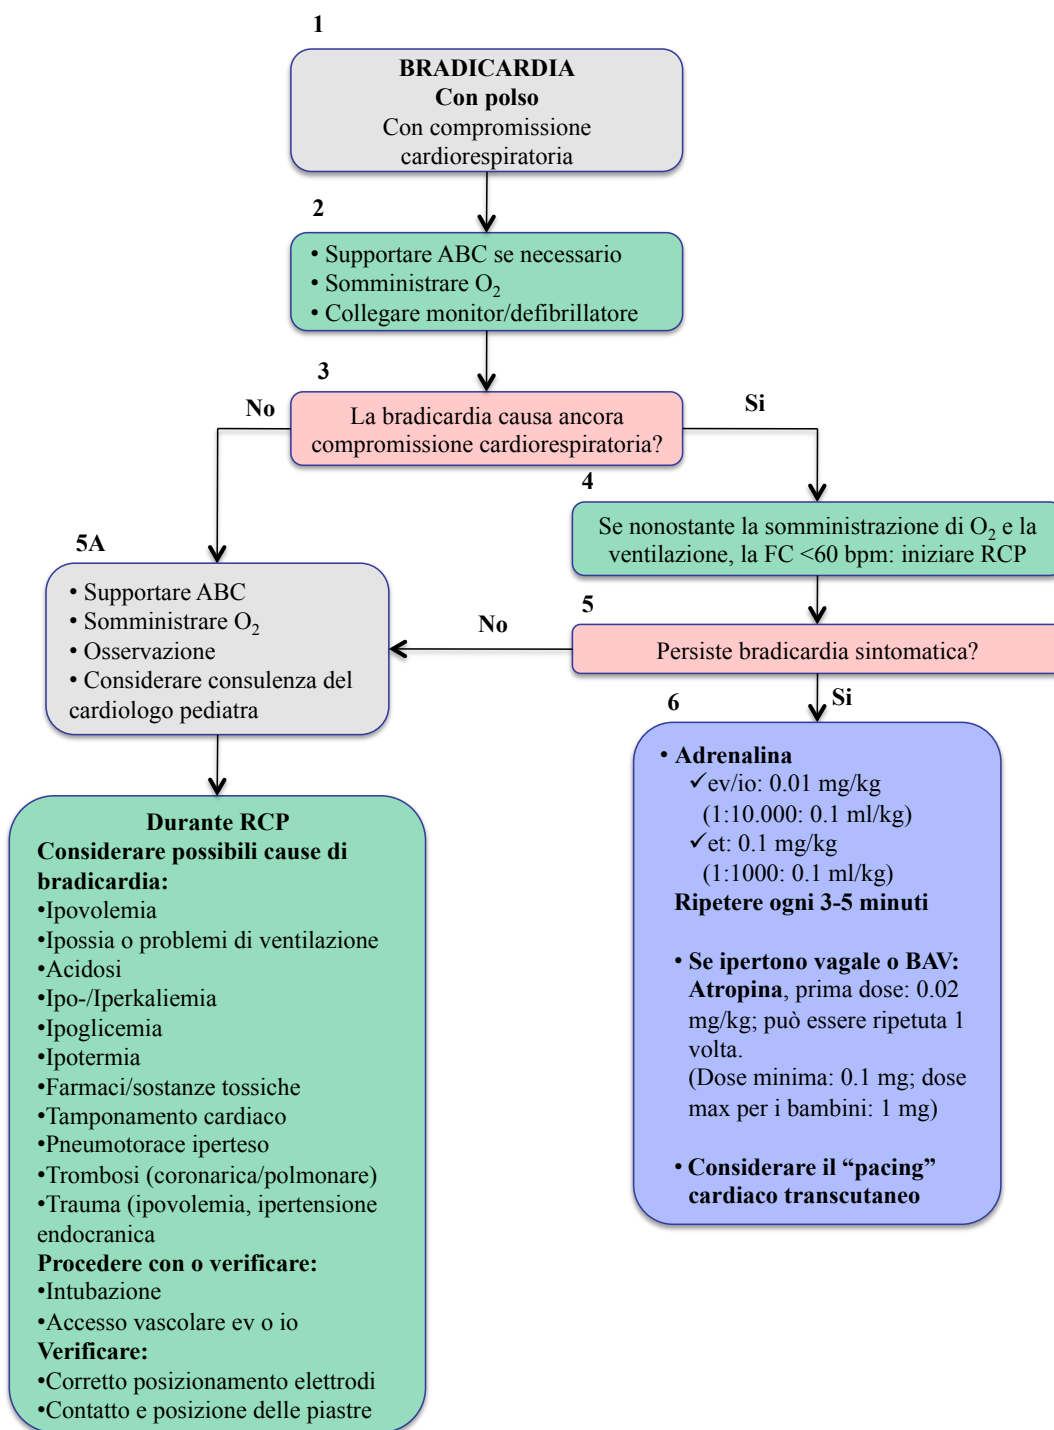 1
BRADICARDIA
Con polso
Con compromissione
cardiorespiratoria
2
• Supportare ABC se necessario
• Somministrare O2
• Collegare monitor/defibrillatore
3
No
La bradicardia causa ancora
compromissione cardiorespiratoria?
Si
4
Se nonostante la somministrazione di O2 e la
ventilazione, la FC <60 bpm: iniziare RCP
5A
• Supportare ABC
• Somministrare O2
• Osservazione
• Considerare consulenza del
cardiologo pediatra
No
5
Persiste bradicardia sintomatica?
Si
6
• Adrenalina
✓ev/io: 0.01 mg/kg
(1:10.000: 0.1 ml/kg)
✓et: 0.1 mg/kg
(1:1000: 0.1 ml/kg)
Ripetere ogni 3-5 minuti
• Se ipertono vagale o BAV:
Atropina, prima dose: 0.02
mg/kg; può essere ripetuta 1
volta.
(Dose minima: 0.1 mg; dose
max per i bambini: 1 mg)
• Considerare il “pacing”
cardiaco transcutaneo
Durante RCP
Considerare possibili cause di
bradicardia:
•Ipovolemia
•Ipossia o problemi di ventilazione
•Acidosi
•Ipo-/Iperkaliemia
•Ipoglicemia
•Ipotermia
•Farmaci/sostanze tossiche
•Tamponamento cardiaco
•Pneumotorace iperteso
•Trombosi (coronarica/polmonare)
•Trauma (ipovolemia, ipertensione
endocranica
Procedere con o verificare:
•Intubazione
•Accesso vascolare ev o io
Verificare:
•Corretto posizionamento elettrodi
•Contatto e posizione delle piastre